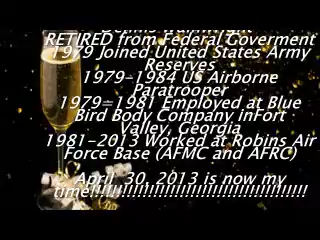 RETIRED from Federal Goverment
1979 Joined United States Army
Reserves
1979-1984 US Airborne
Paratrooper
1979=1981 Employed at Blue
Bird Body Company inFort
Valley, Georgia
1981-2013 Worked at Robins Air
Force Base (AFMC and AFRC)
April 30, 2013 is now my
time!!!!!!!!!!!!!!!!!!!!!!!!!!!!!!!!!!!!!!!!